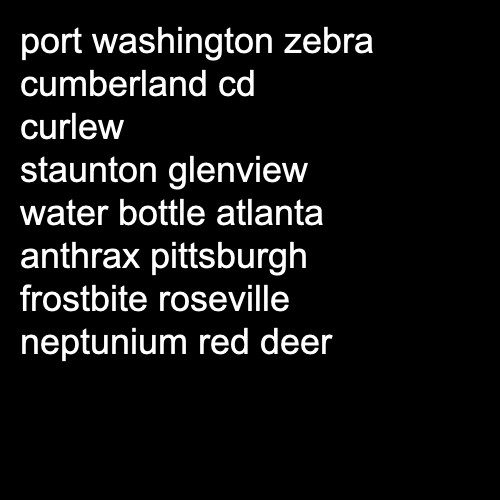 port washington zebra
cumberland cd
curlew
staunton glenview
water bottle atlanta
anthrax pittsburgh
frostbite roseville
neptunium red deer